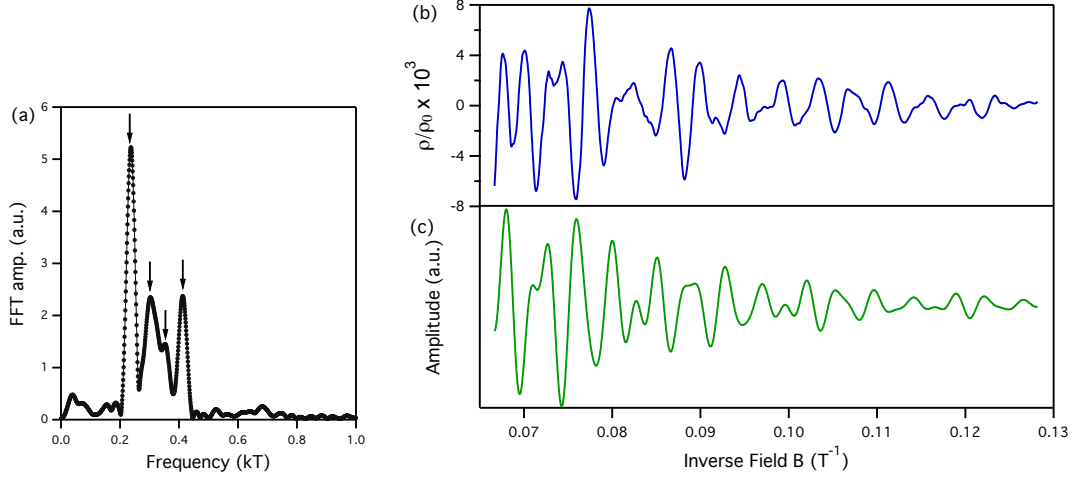 (a)
6
5
4
3
2
1
0
FFT amp. (a.u.)
0.0 0.2 0.4 0.6 0.8 1.0
Frequency (kT)
(b)
8
4
0
-4
-8
ρ/ρ₀ x 10³
(c)
Amplitude (a.u.)
0.07 0.08 0.09 0.10 0.11 0.12 0.13
Inverse Field B (T⁻¹)